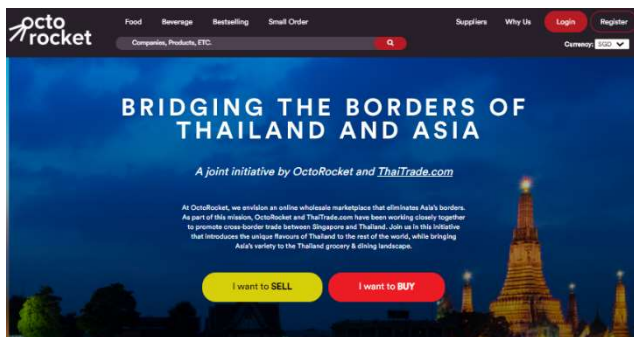 octo
rocket
Food Beverage Bestselling Small Order Suppliers Why Us Login Register
Companies, Products, ETC.
Currency: SGD
BRIDGING THE BORDERS OF
THAILAND AND ASIA
A joint initiative by OctoRocket and ThaiTrade.com
At OctoRocket, we envision an online wholesale marketplace that eliminates Asia's borders.
As part of this mission, OctoRocket and ThaiTrade.com have been working closely together
to promote cross-border trade between Singapore and Thailand. Join us in this initiative
that introduces the unique flavours of Thailand to the rest of the world, while bringing
Asia's variety to the Thailand grocery & dining landscape.
I want to SELL I want to BUY